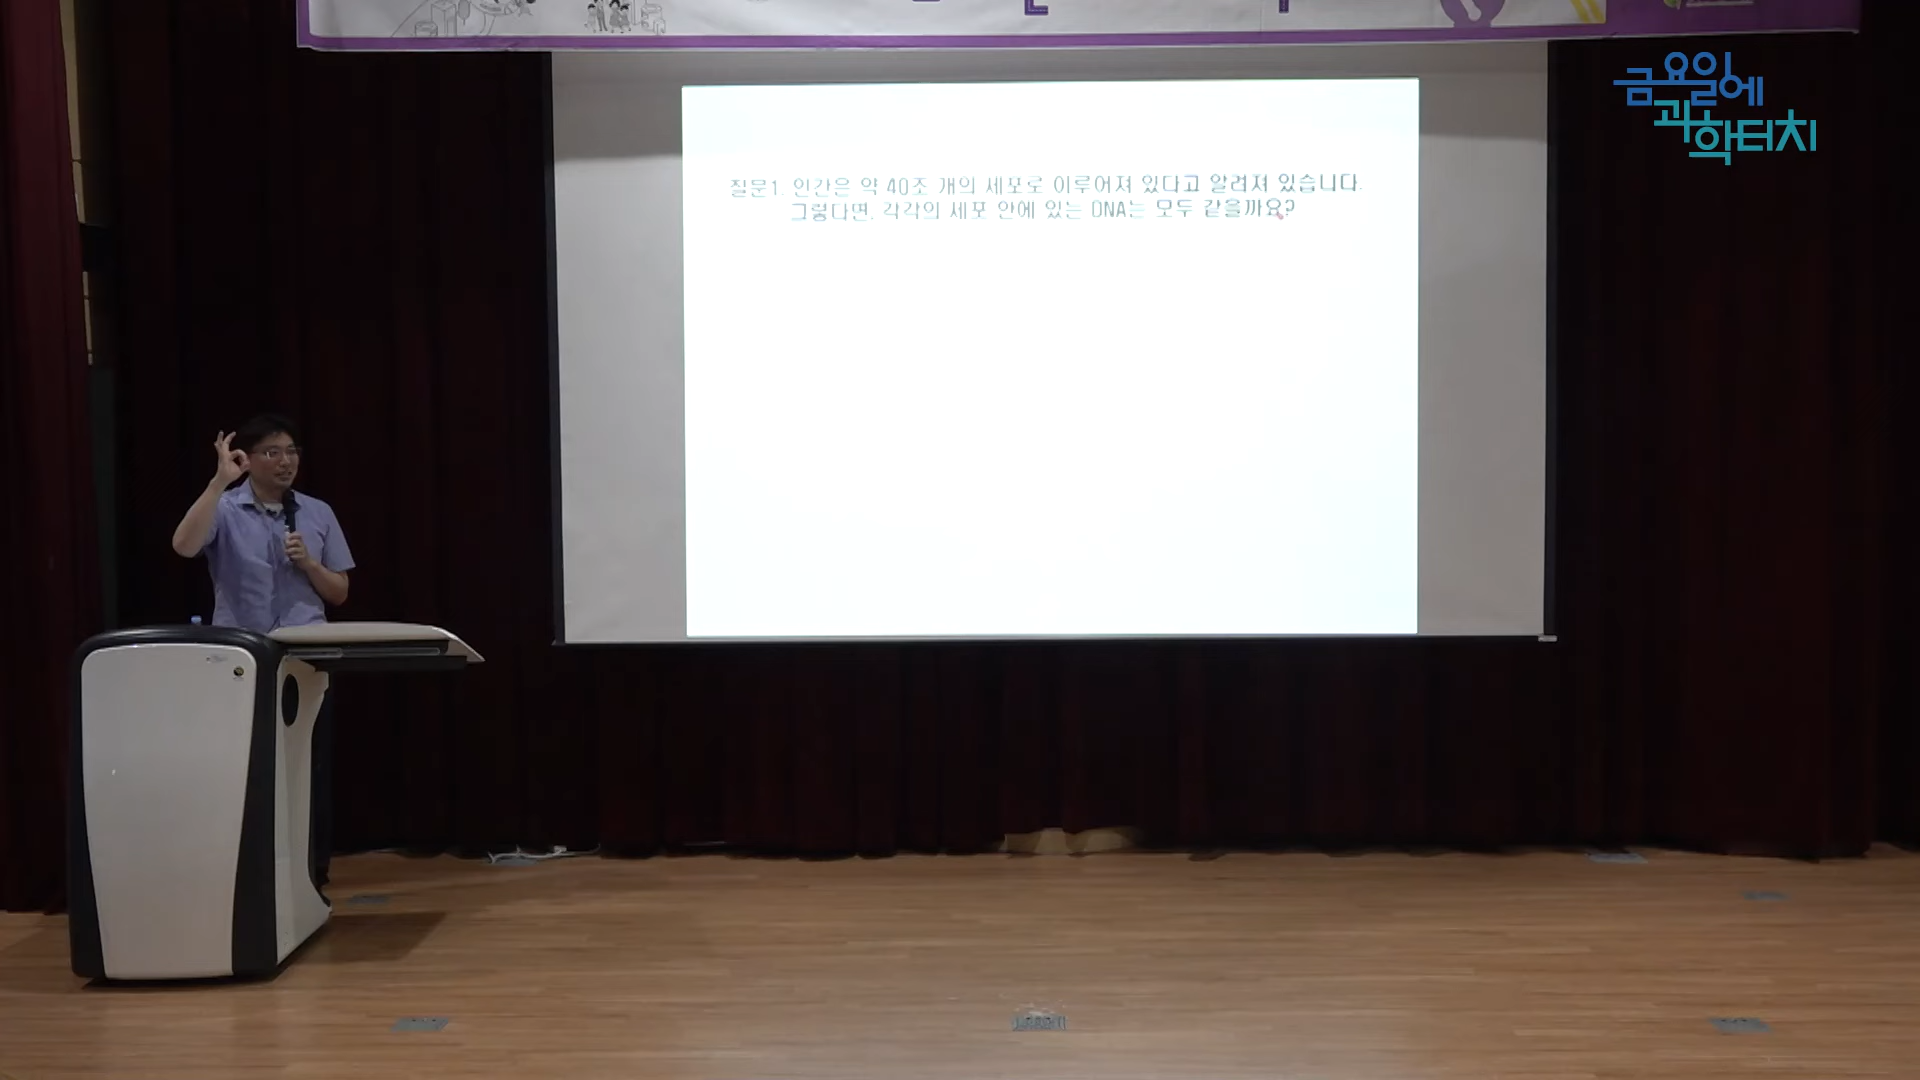 금요일에
과학터치
질문1. 인간은 약 40조 개의 세포로 이루어져 있다고 알려져 있습니다.
그렇다면, 각각의 세포 안에 있는 DNA는 모두 같을까요?